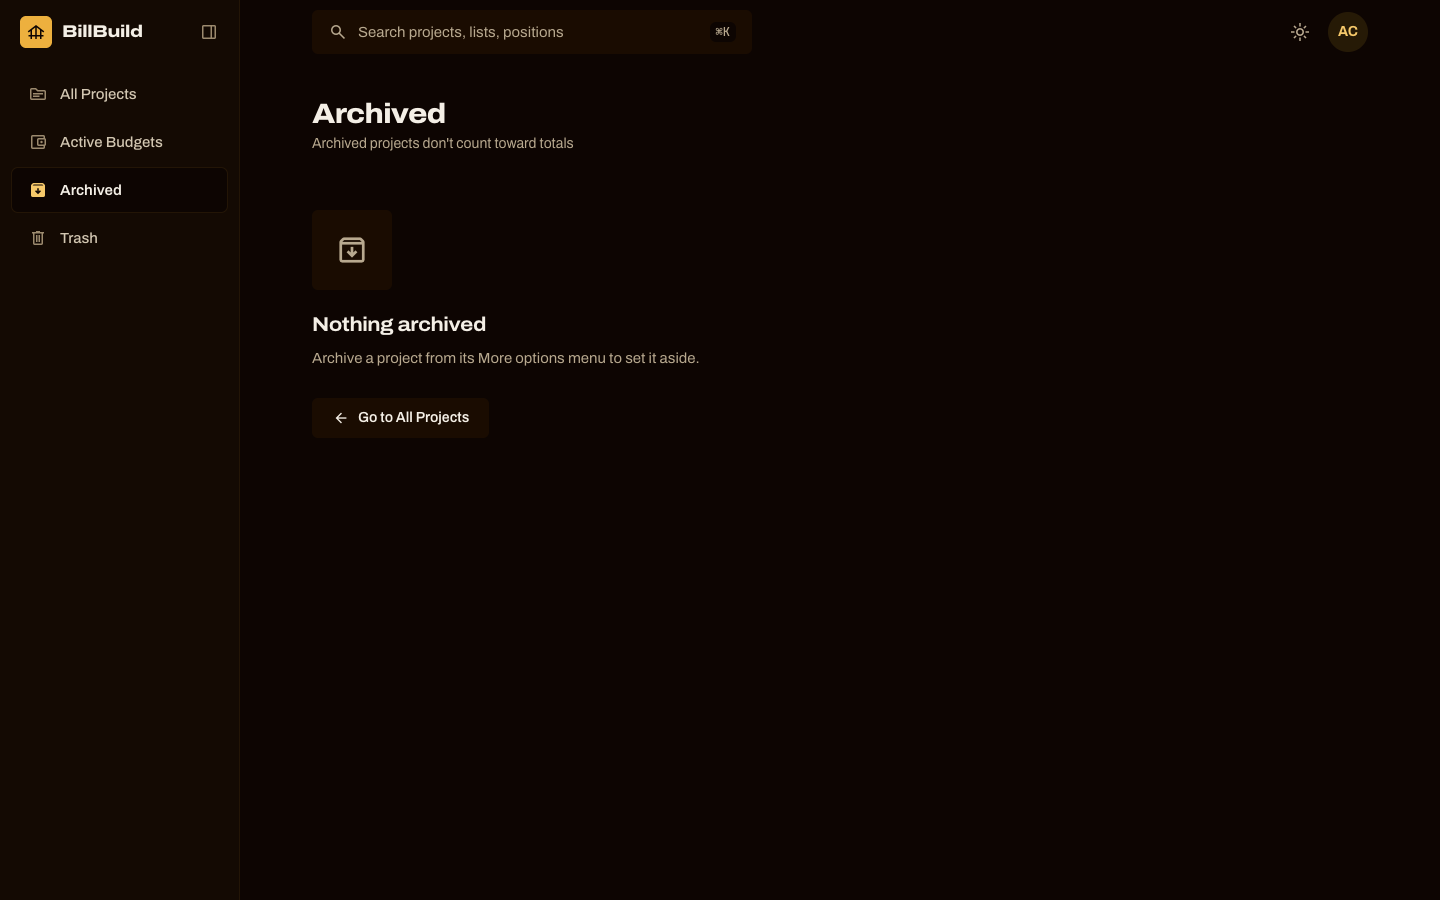 BillBuild
Search projects, lists, positions
⌘K
AC
All Projects
Active Budgets
Archived
Trash
Archived
Archived projects don't count toward totals
Nothing archived
Archive a project from its More options menu to set it aside.
Go to All Projects